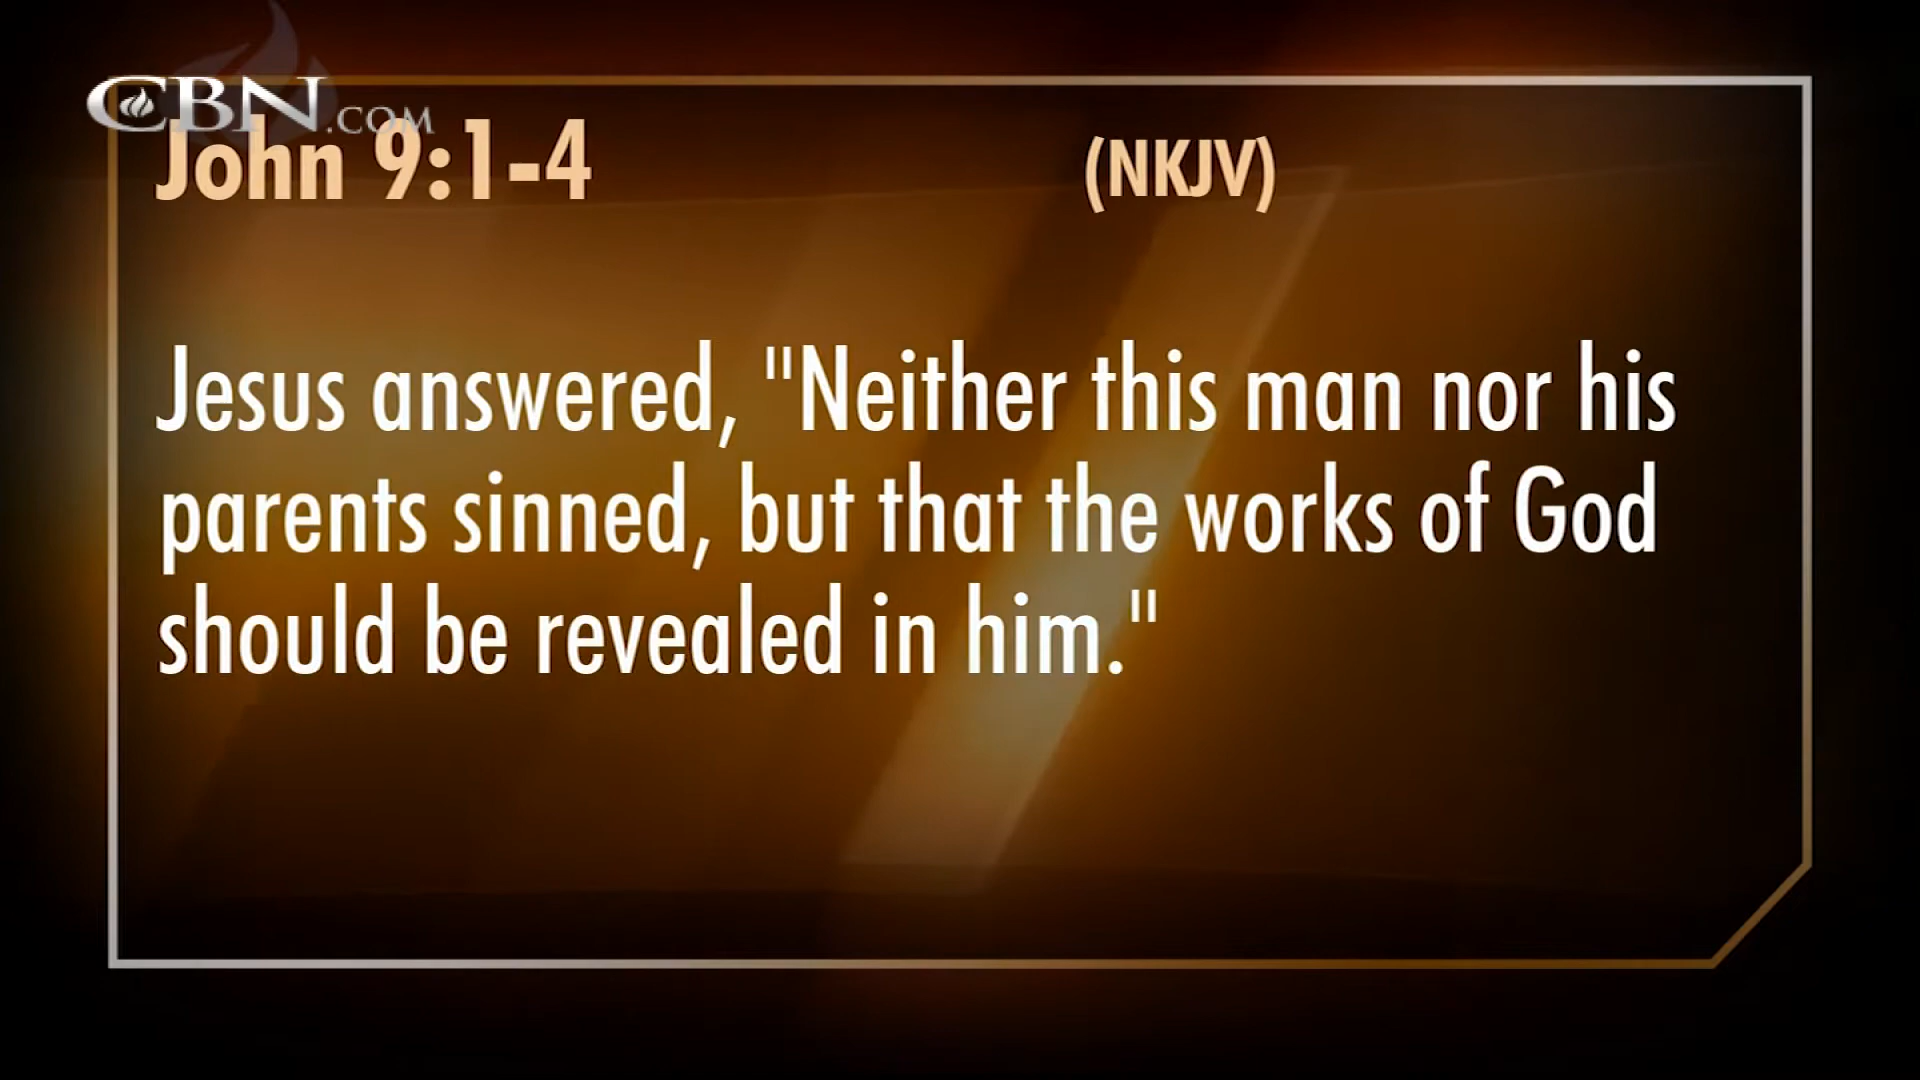 CBN.COM
John 9:1-4 (NKJV)
Jesus answered, "Neither this man nor his
parents sinned, but that the works of God
should be revealed in him."